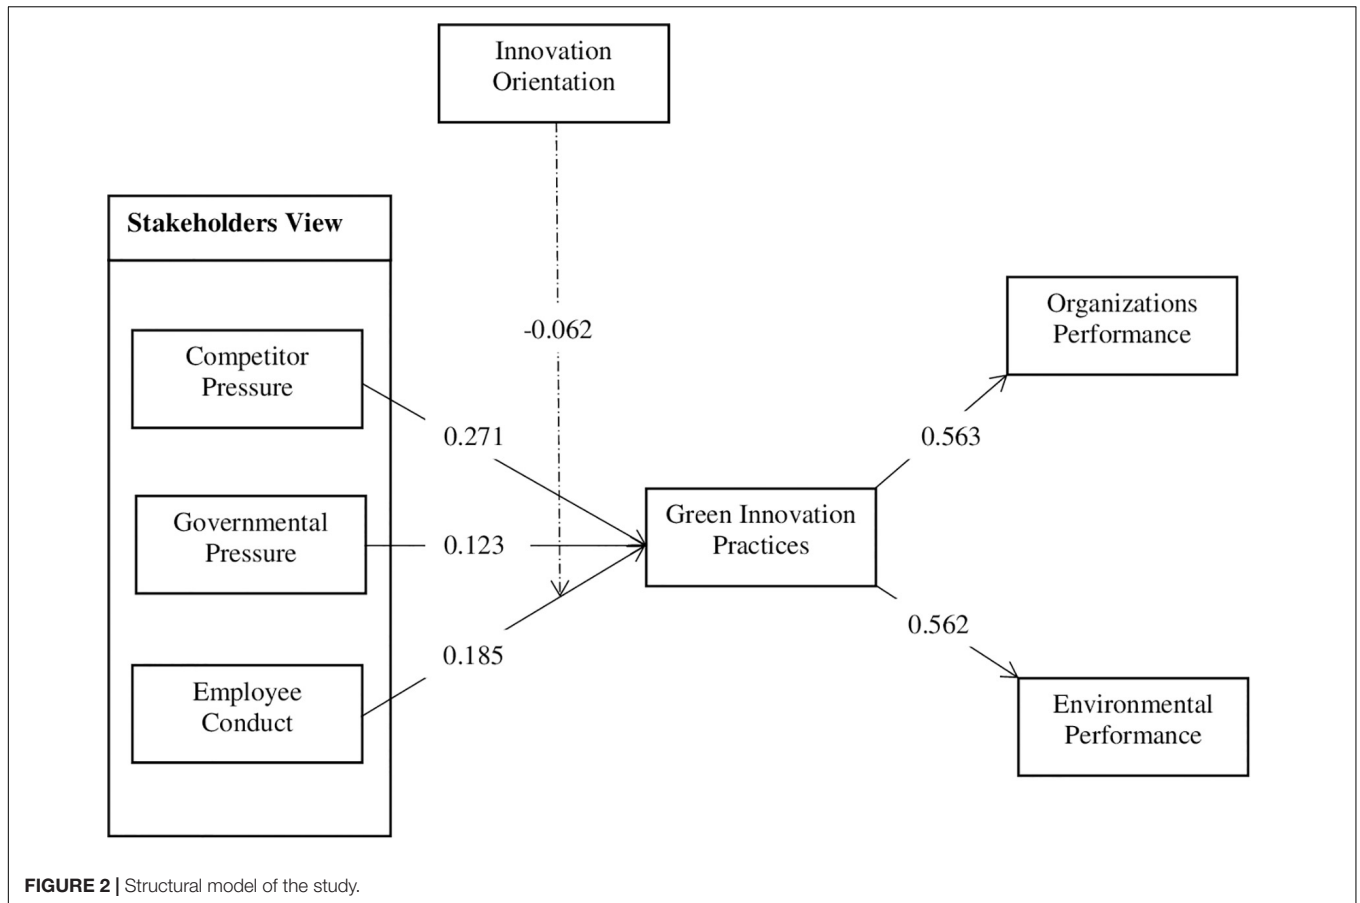 Innovation
Orientation
Stakeholders View
Competitor
Pressure
Governmental
Pressure
Employee
Conduct
-0.062
0.271
0.123
0.185
Green Innovation
Practices
0.563
0.562
Organizations
Performance
Environmental
Performance
FIGURE 2 | Structural model of the study.